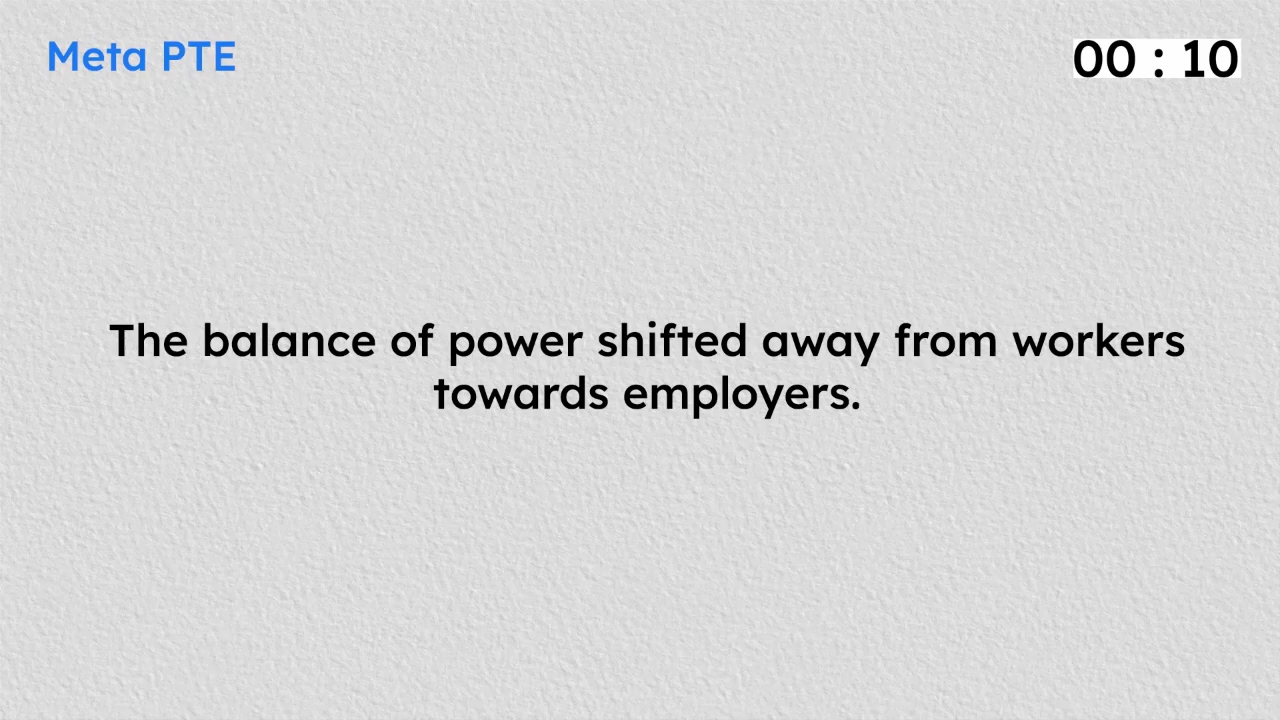 Meta PTE
00 : 10
The balance of power shifted away from workers
towards employers.